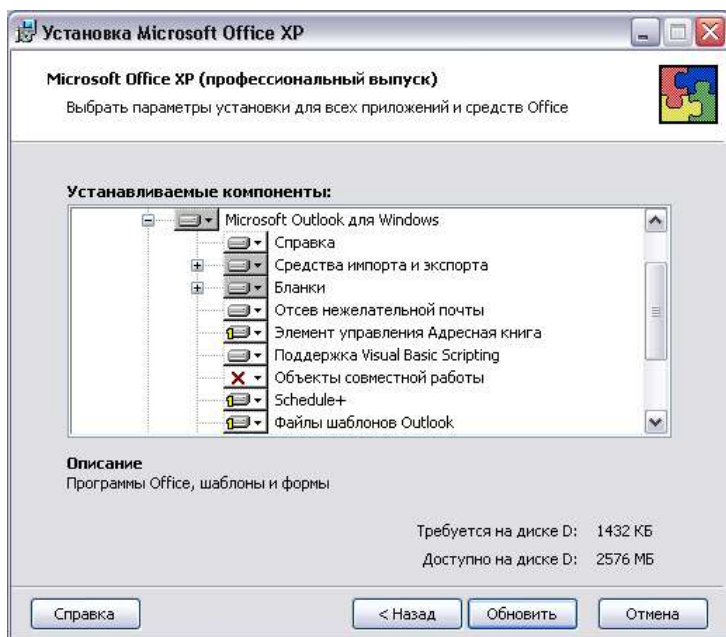 Установка Microsoft Office XP
Microsoft Office XP (профессиональный выпуск)
Выбрать параметры установки для всех приложений и средств Office
Устанавливаемые компоненты:
Microsoft Outlook для Windows
Справка
Средства импорта и экспорта
Бланки
Отсев нежелательной почты
Элемент управления Адресная книга
Поддержка Visual Basic Scripting
Объекты совместной работы
Schedule+
Файлы шаблонов Outlook
Описание
Программы Office, шаблоны и формы
Требуется на диске D: 1432 КБ
Доступно на диске D: 2576 МБ
Справка < Назад Обновить Отмена